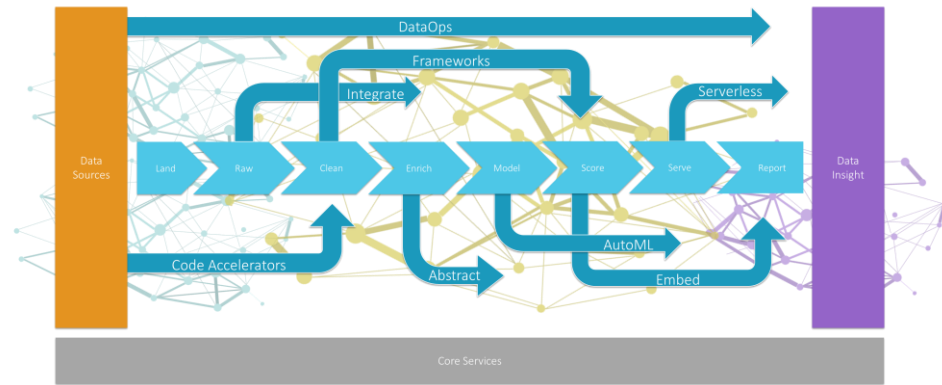 DataOps
Frameworks
Integrate
Serverless
Data
Sources
Land
Raw
Clean
Enrich
Model
Score
Serve
Report
Data
Insight
Code Accelerators
AutoML
Abstract
Embed
Core Services